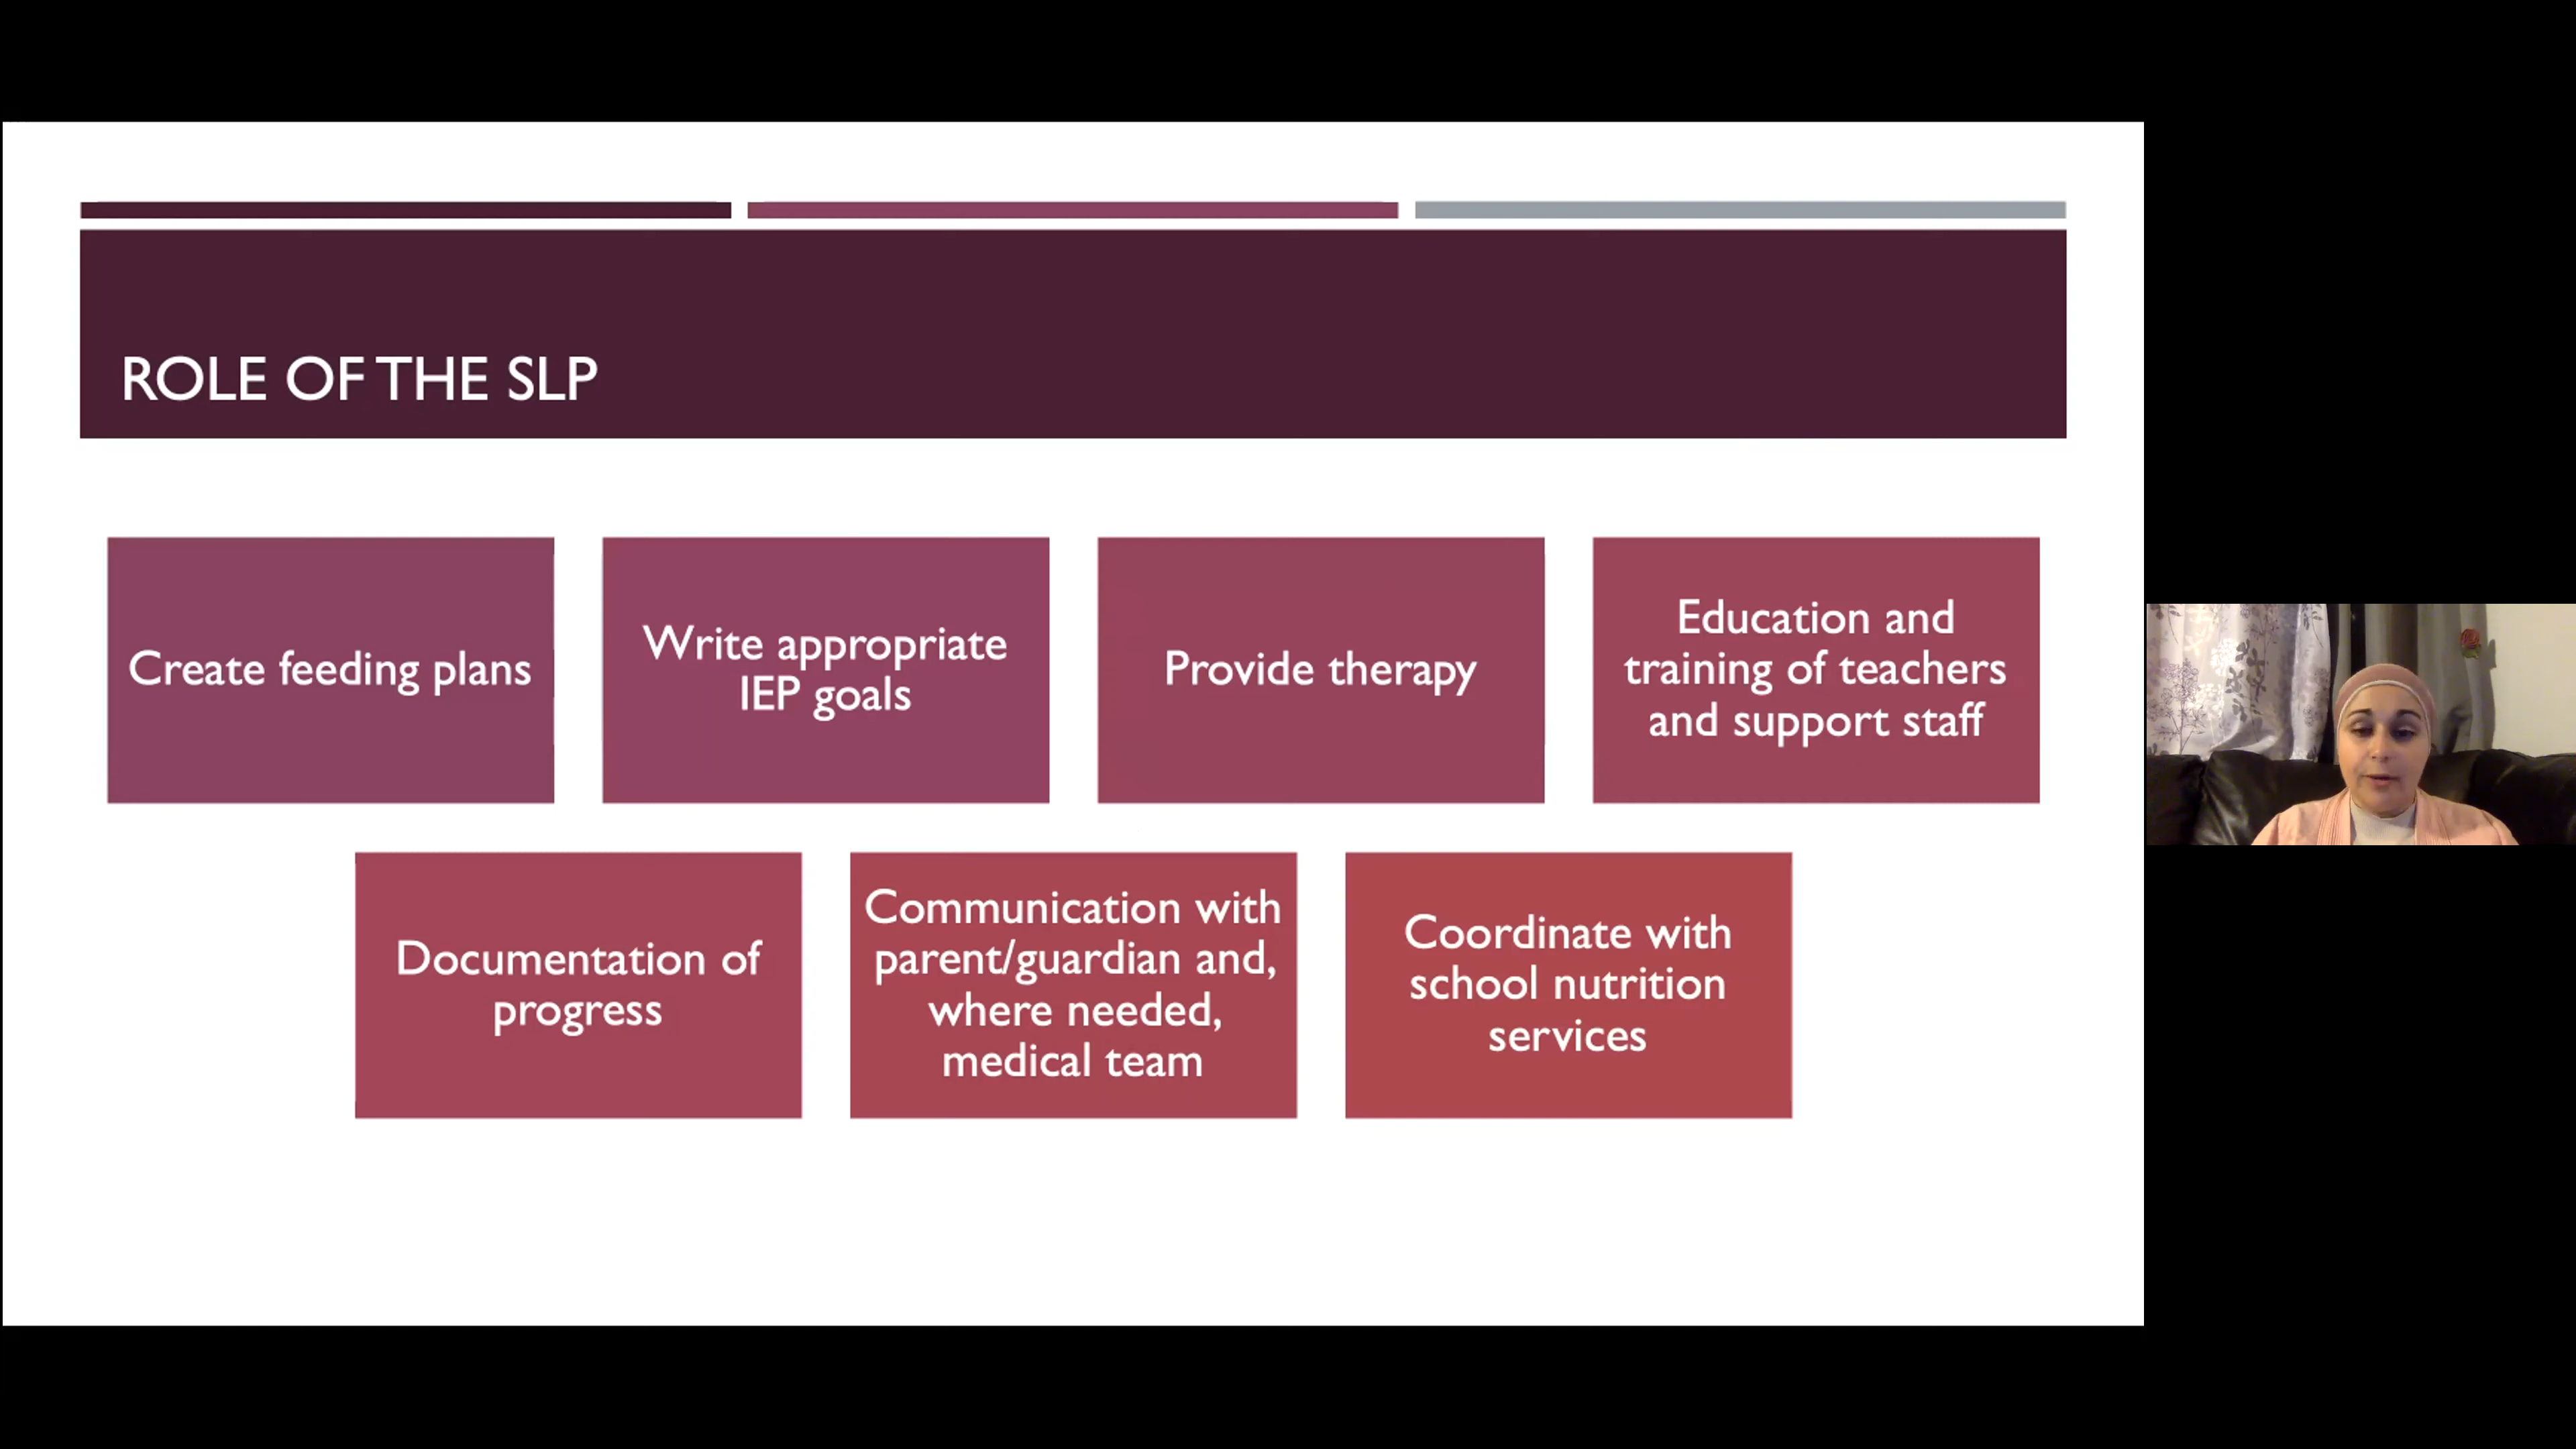 ROLE OF THE SLP
Create feeding plans
Write appropriate
IEP goals
Provide therapy
Education and
training of teachers
and support staff
Documentation of
progress
Communication with
parent/guardian and,
where needed,
medical team
Coordinate with
school nutrition
services